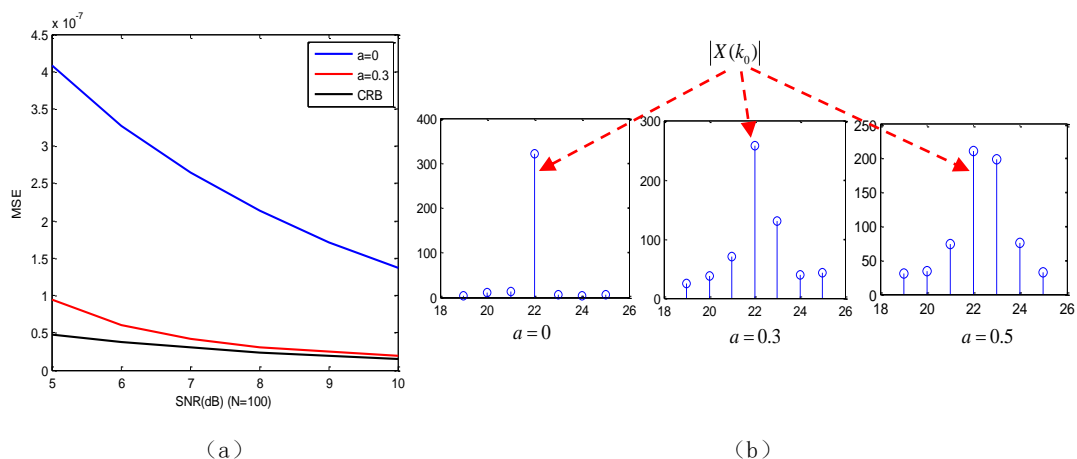 x 10^-7
4.5
4
3.5
3
2.5
2
1.5
1
0.5
0
MSE
5 6 7 8 9 10
SNR(dB) (N=100)
a=0
a=0.3
CRB
(a)
|X(k_0)|
400
300
200
100
0
18 20 22 24 26
a=0
300
200
100
0
18 20 22 24 26
a=0.3
250
200
150
100
50
0
18 20 22 24 26
a=0.5
(b)